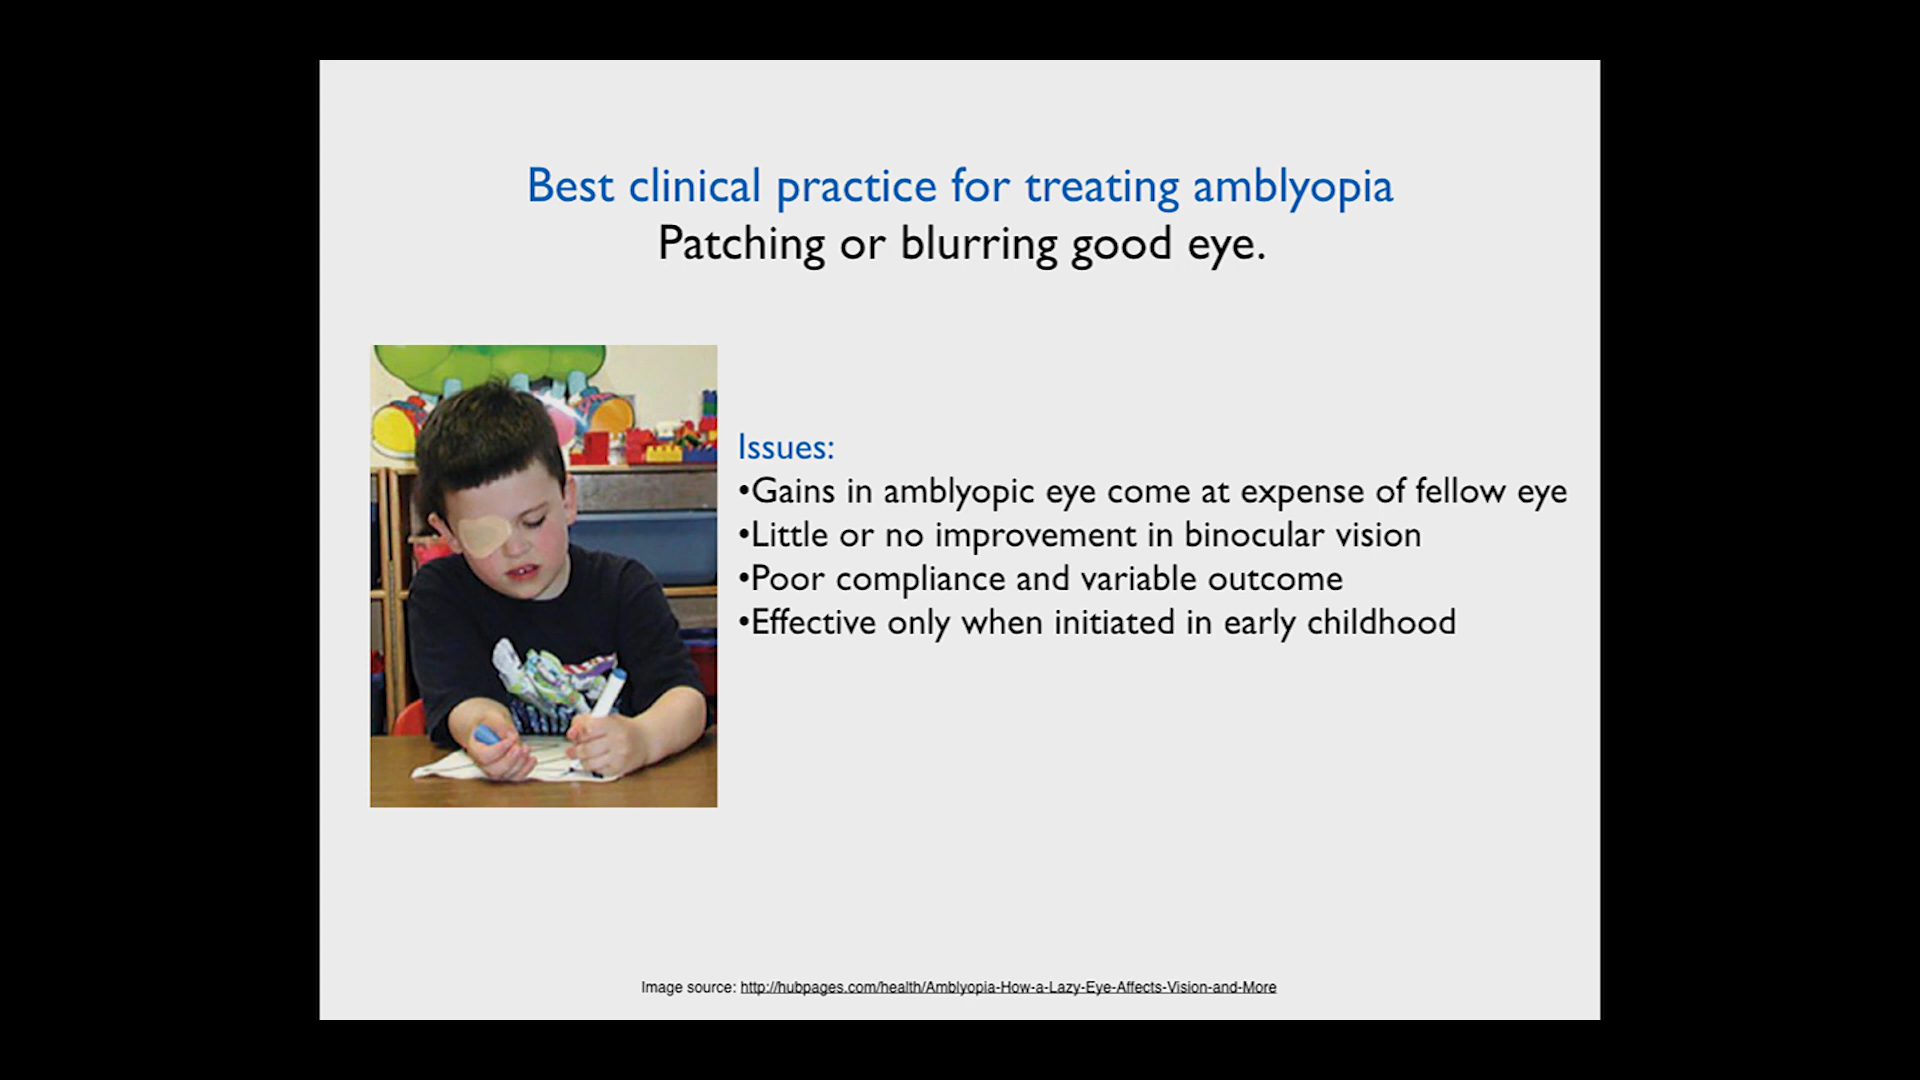 Best clinical practice for treating amblyopia
Patching or blurring good eye.
Issues:
•Gains in amblyopic eye come at expense of fellow eye
•Little or no improvement in binocular vision
•Poor compliance and variable outcome
•Effective only when initiated in early childhood
Image source: http://hubpages.com/health/Amblyopia-How-a-Lazy-Eye-Affects-Vision-and-More